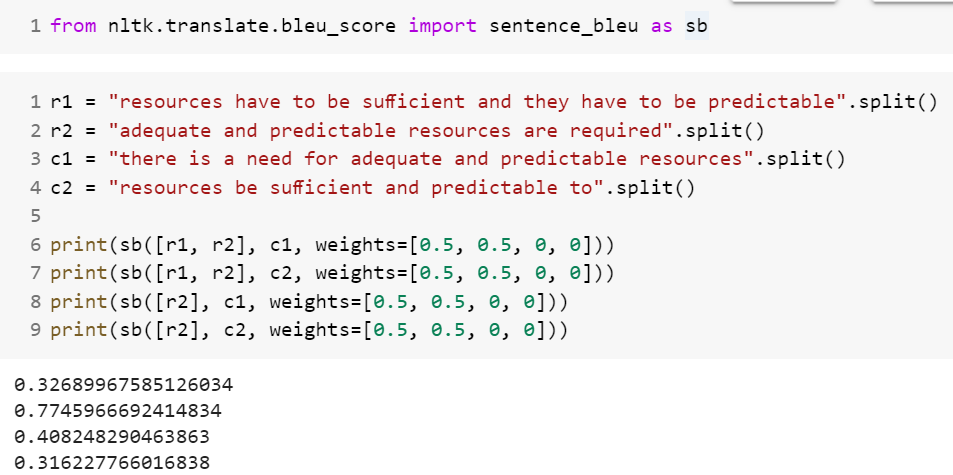 1 from nltk.translate.bleu_score import sentence_bleu as sb
1 r1 = "resources have to be sufficient and they have to be predictable".split()
2 r2 = "adequate and predictable resources are required".split()
3 c1 = "there is a need for adequate and predictable resources".split()
4 c2 = "resources be sufficient and predictable to".split()
5
6 print(sb([r1, r2], c1, weights=[0.5, 0.5, 0, 0]))
7 print(sb([r1, r2], c2, weights=[0.5, 0.5, 0, 0]))
8 print(sb([r2], c1, weights=[0.5, 0.5, 0, 0]))
9 print(sb([r2], c2, weights=[0.5, 0.5, 0, 0]))
0.32689967585126034
0.7745966692414834
0.408248290463863
0.316227766016838